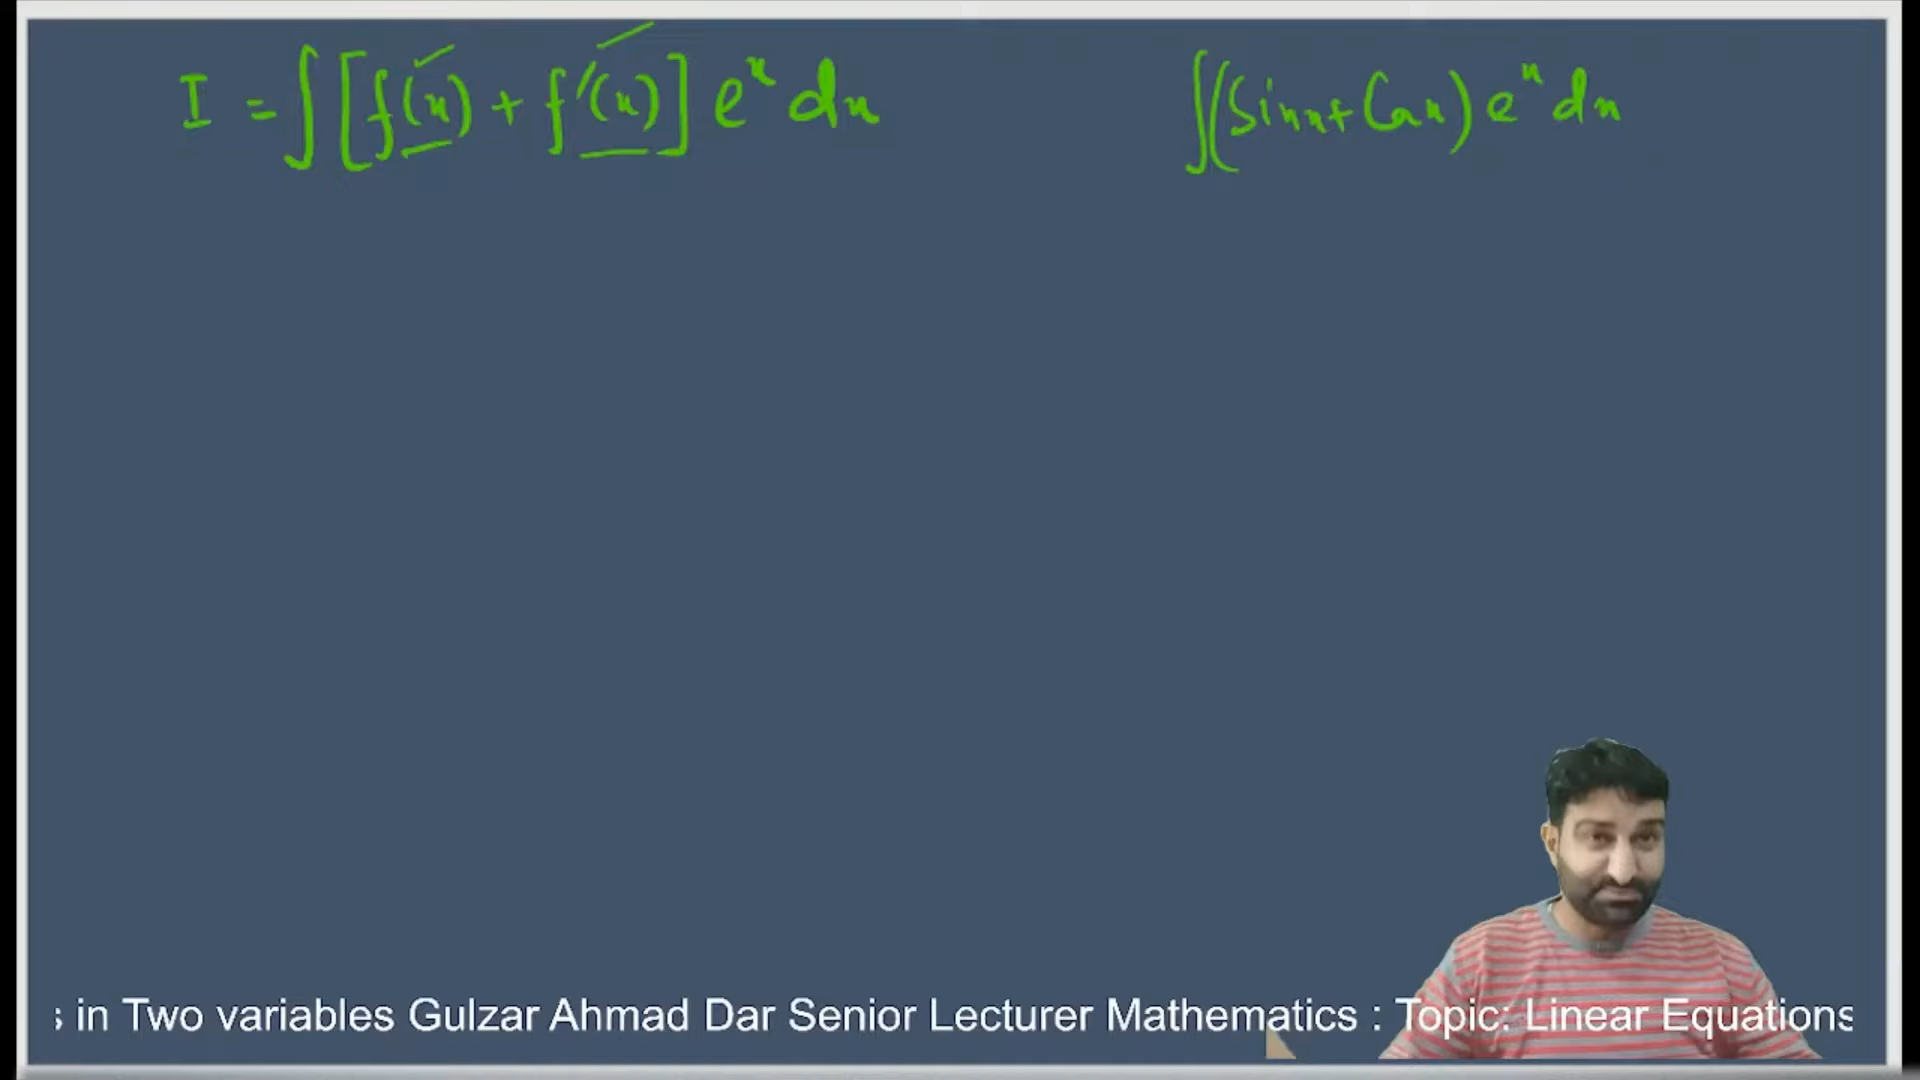 I = ∫ [f(x) + f'(x)] eˣ dx
∫(Sinx + Cosx) eˣ dx
in Two variables Gulzar Ahmad Dar Senior Lecturer Mathematics : Topic: Linear Equations